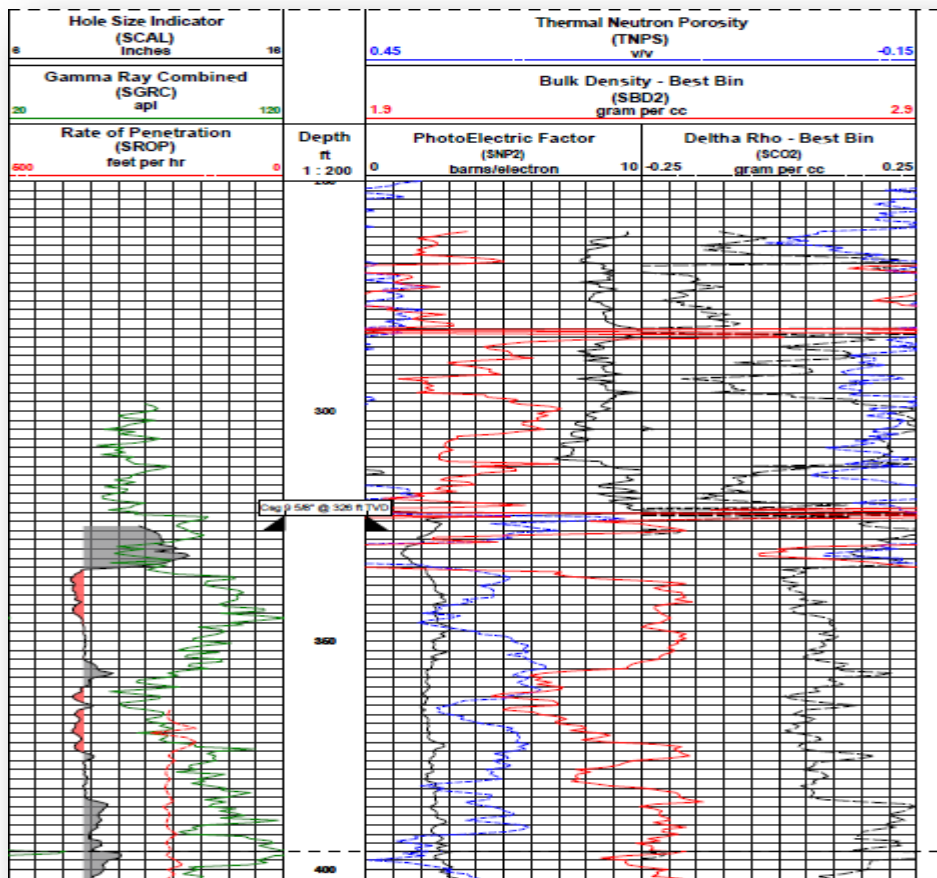 Hole Size Indicator
(SCAL)
6 inches 16
Gamma Ray Combined
(SGRC)
20 apI 120
Rate of Penetration
(SROP)
500 feet per hr 0
Depth
ft
1 : 200
Thermal Neutron Porosity
(TNPS)
0.45 v/v -0.15
Bulk Density - Best Bin
(SBD2)
1.9 gram per cc 2.9
PhotoElectric Factor
(SNP2)
0 barns/electron 10
Deltha Rho - Best Bin
(SCO2)
-0.25 gram per cc 0.25
300
Csg 9 5/8" @ 326 ft TVD
350
400